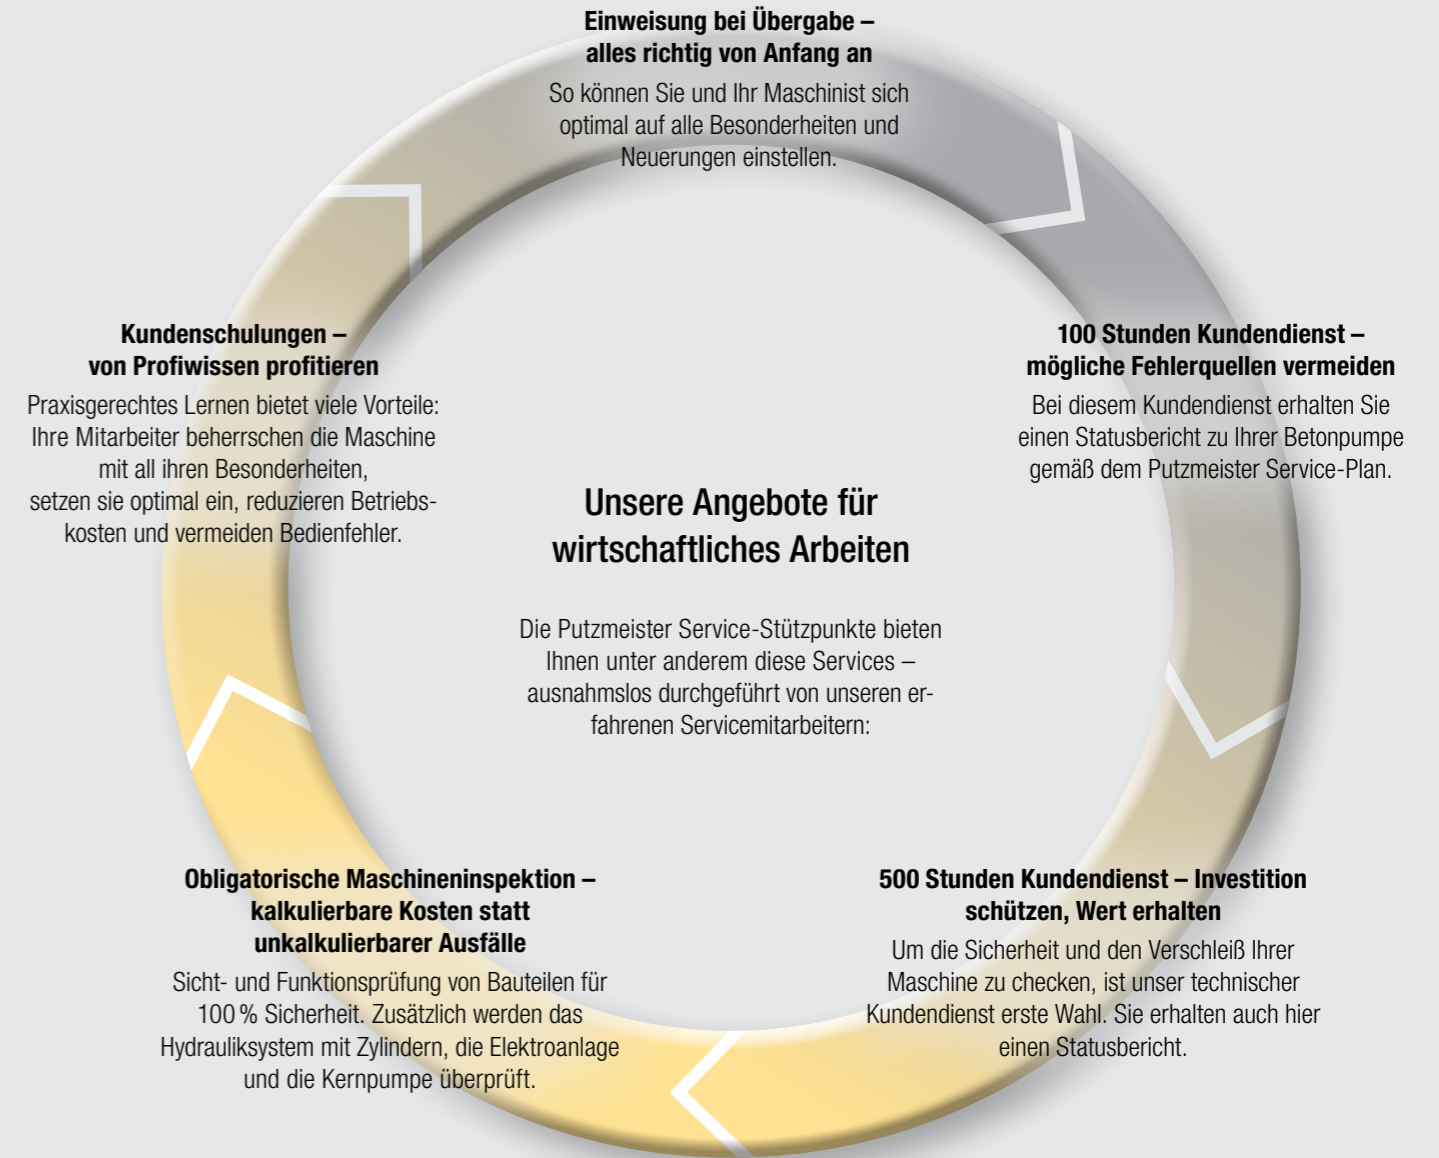 Einweisung bei Übergabe –
alles richtig von Anfang an
So können Sie und Ihr Maschinist sich
optimal auf alle Besonderheiten und
Neuerungen einstellen.
100 Stunden Kundendienst –
mögliche Fehlerquellen vermeiden
Bei diesem Kundendienst erhalten Sie
einen Statusbericht zu Ihrer Betonpumpe
gemäß dem Putzmeister Service-Plan.
500 Stunden Kundendienst – Investition
schützen, Wert erhalten
Um die Sicherheit und den Verschleiß Ihrer
Maschine zu checken, ist unser technischer
Kundendienst erste Wahl. Sie erhalten auch hier
einen Statusbericht.
Obligatorische Maschineninspektion –
kalkulierbare Kosten statt
unkalkulierbarer Ausfälle
Sicht- und Funktionsprüfung von Bauteilen für
100 % Sicherheit. Zusätzlich werden das
Hydrauliksystem mit Zylindern, die Elektroanlage
und die Kernpumpe überprüft.
Kundenschulungen –
von Profiwissen profitieren
Praxisgerechtes Lernen bietet viele Vorteile:
Ihre Mitarbeiter beherrschen die Maschine
mit all ihren Besonderheiten,
setzen sie optimal ein, reduzieren Betriebs-
kosten und vermeiden Bedienfehler.
Unsere Angebote für
wirtschaftliches Arbeiten
Die Putzmeister Service-Stützpunkte bieten
Ihnen unter anderem diese Services –
ausnahmslos durchgeführt von unseren er-
fahrenen Servicemitarbeitern: